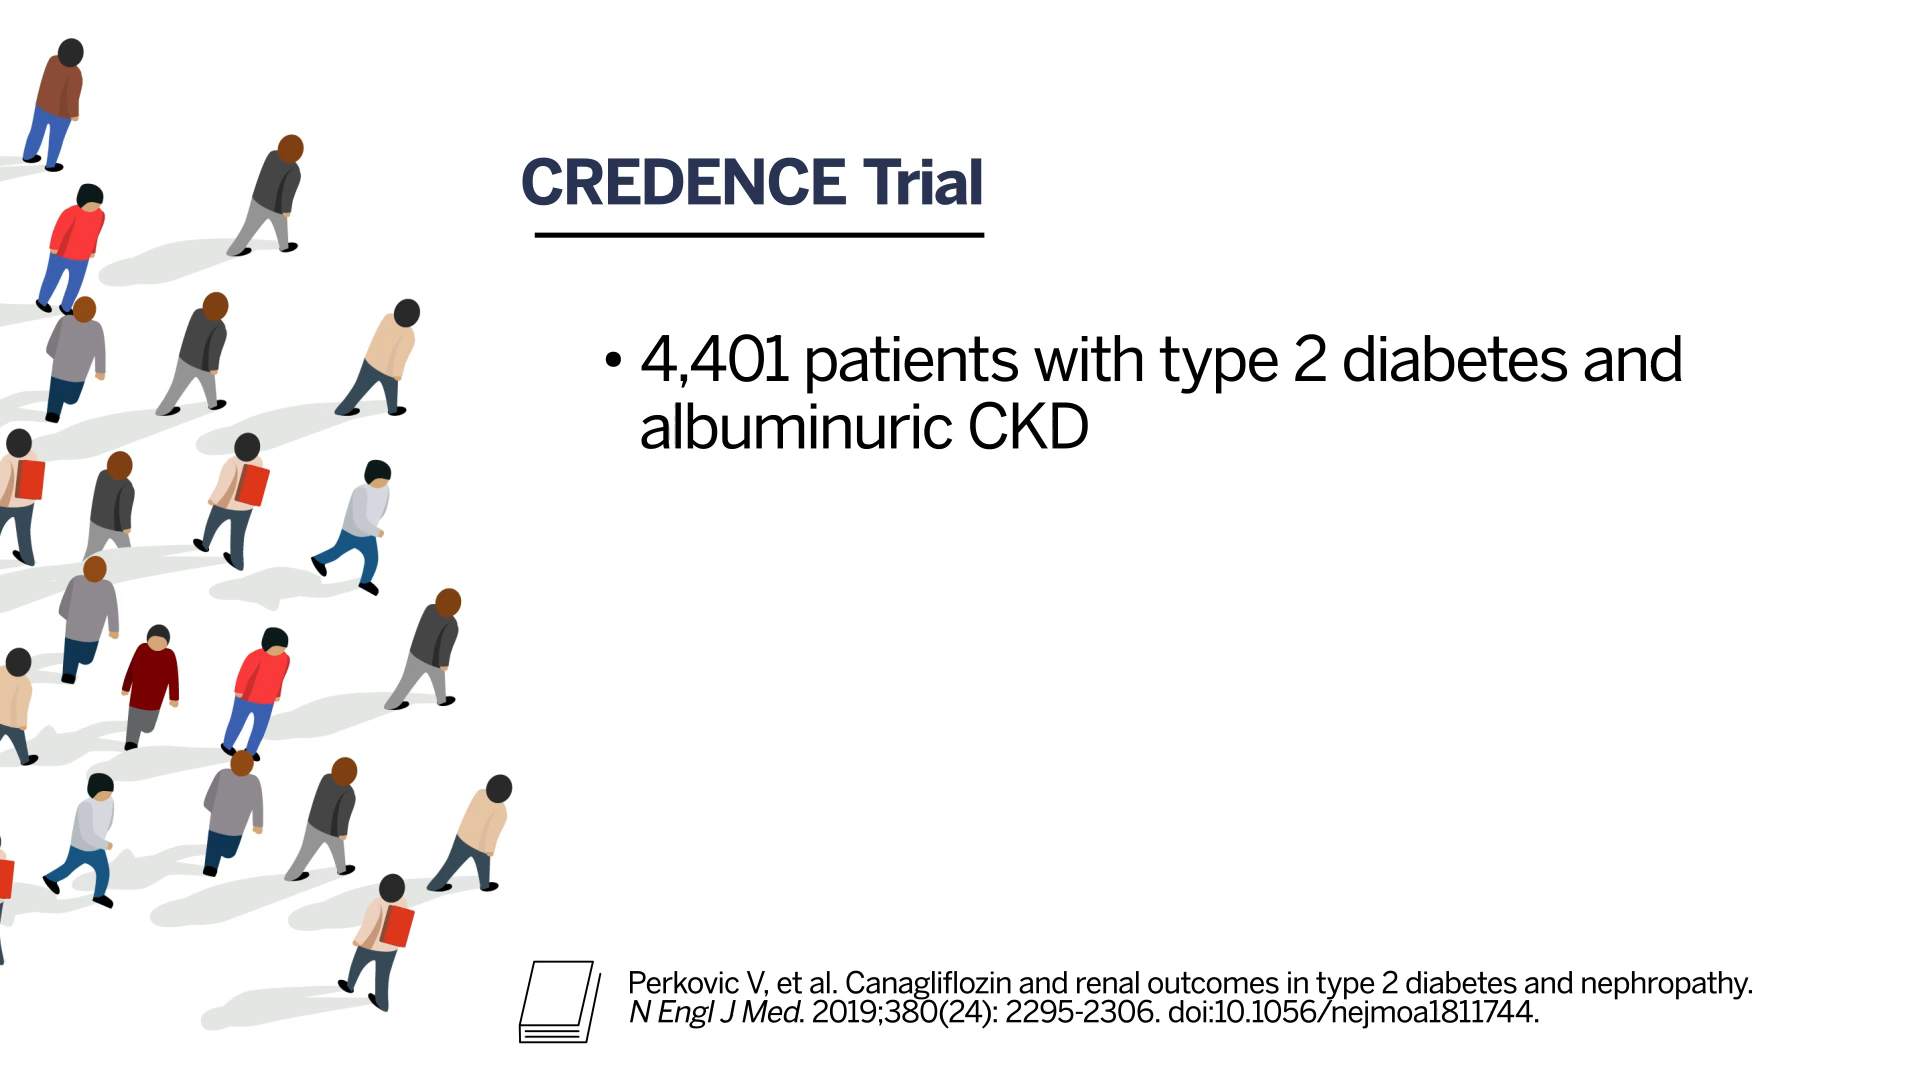 CREDENCE Trial
• 4,401 patients with type 2 diabetes and
albuminuric CKD
Perkovic V, et al. Canagliflozin and renal outcomes in type 2 diabetes and nephropathy.
N Engl J Med. 2019;380(24): 2295-2306. doi:10.1056/nejmoa1811744.